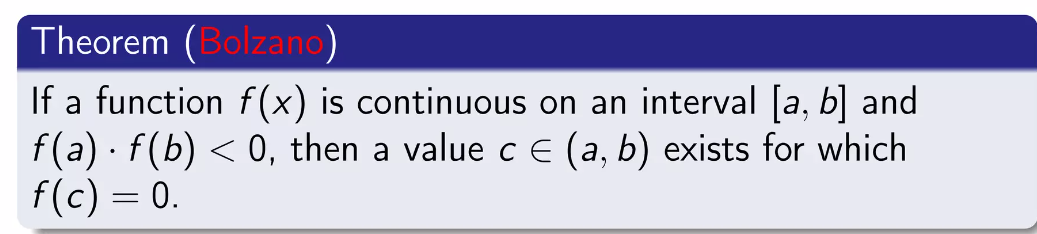 Theorem (Bolzano)
If a function f(x) is continuous on an interval [a, b] and
f(a) · f(b) < 0, then a value c ∈ (a, b) exists for which
f(c) = 0.